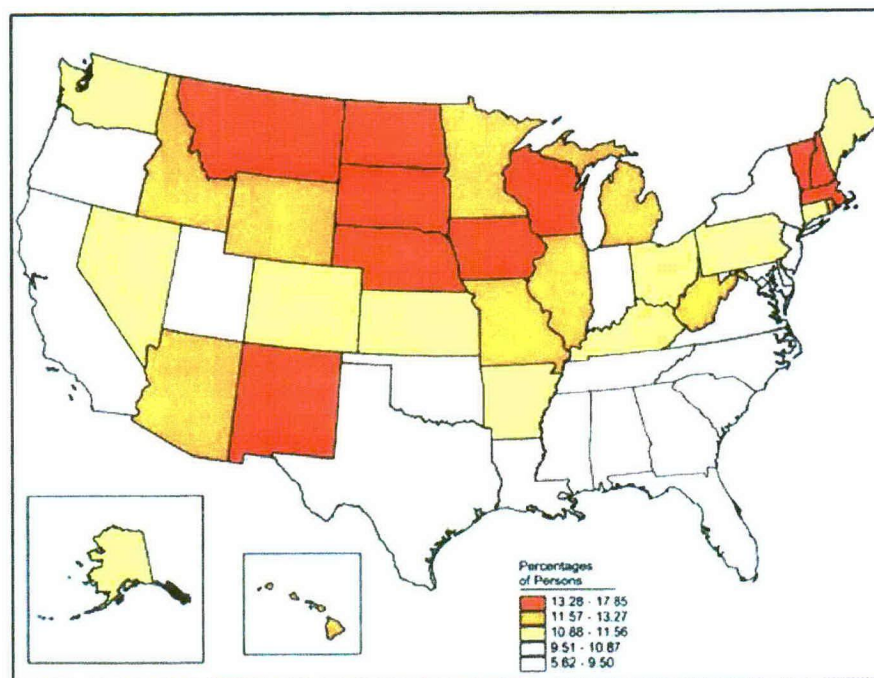 Percentages
of Persons
13.28 - 17.85
11.57 - 13.27
10.88 - 11.56
9.51 - 10.87
5.62 - 9.50